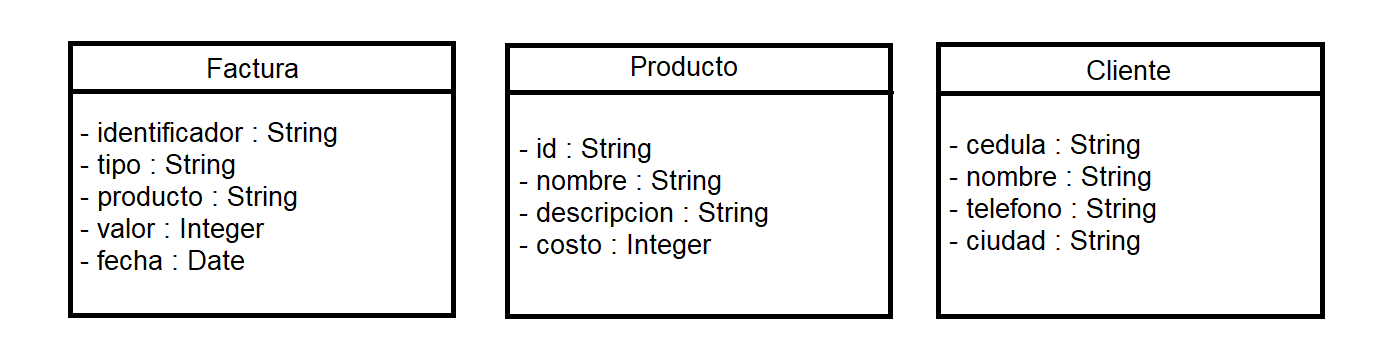 Factura
- identificador : String
- tipo : String
- producto : String
- valor : Integer
- fecha : Date
Producto
- id : String
- nombre : String
- descripcion : String
- costo : Integer
Cliente
- cedula : String
- nombre : String
- telefono : String
- ciudad : String